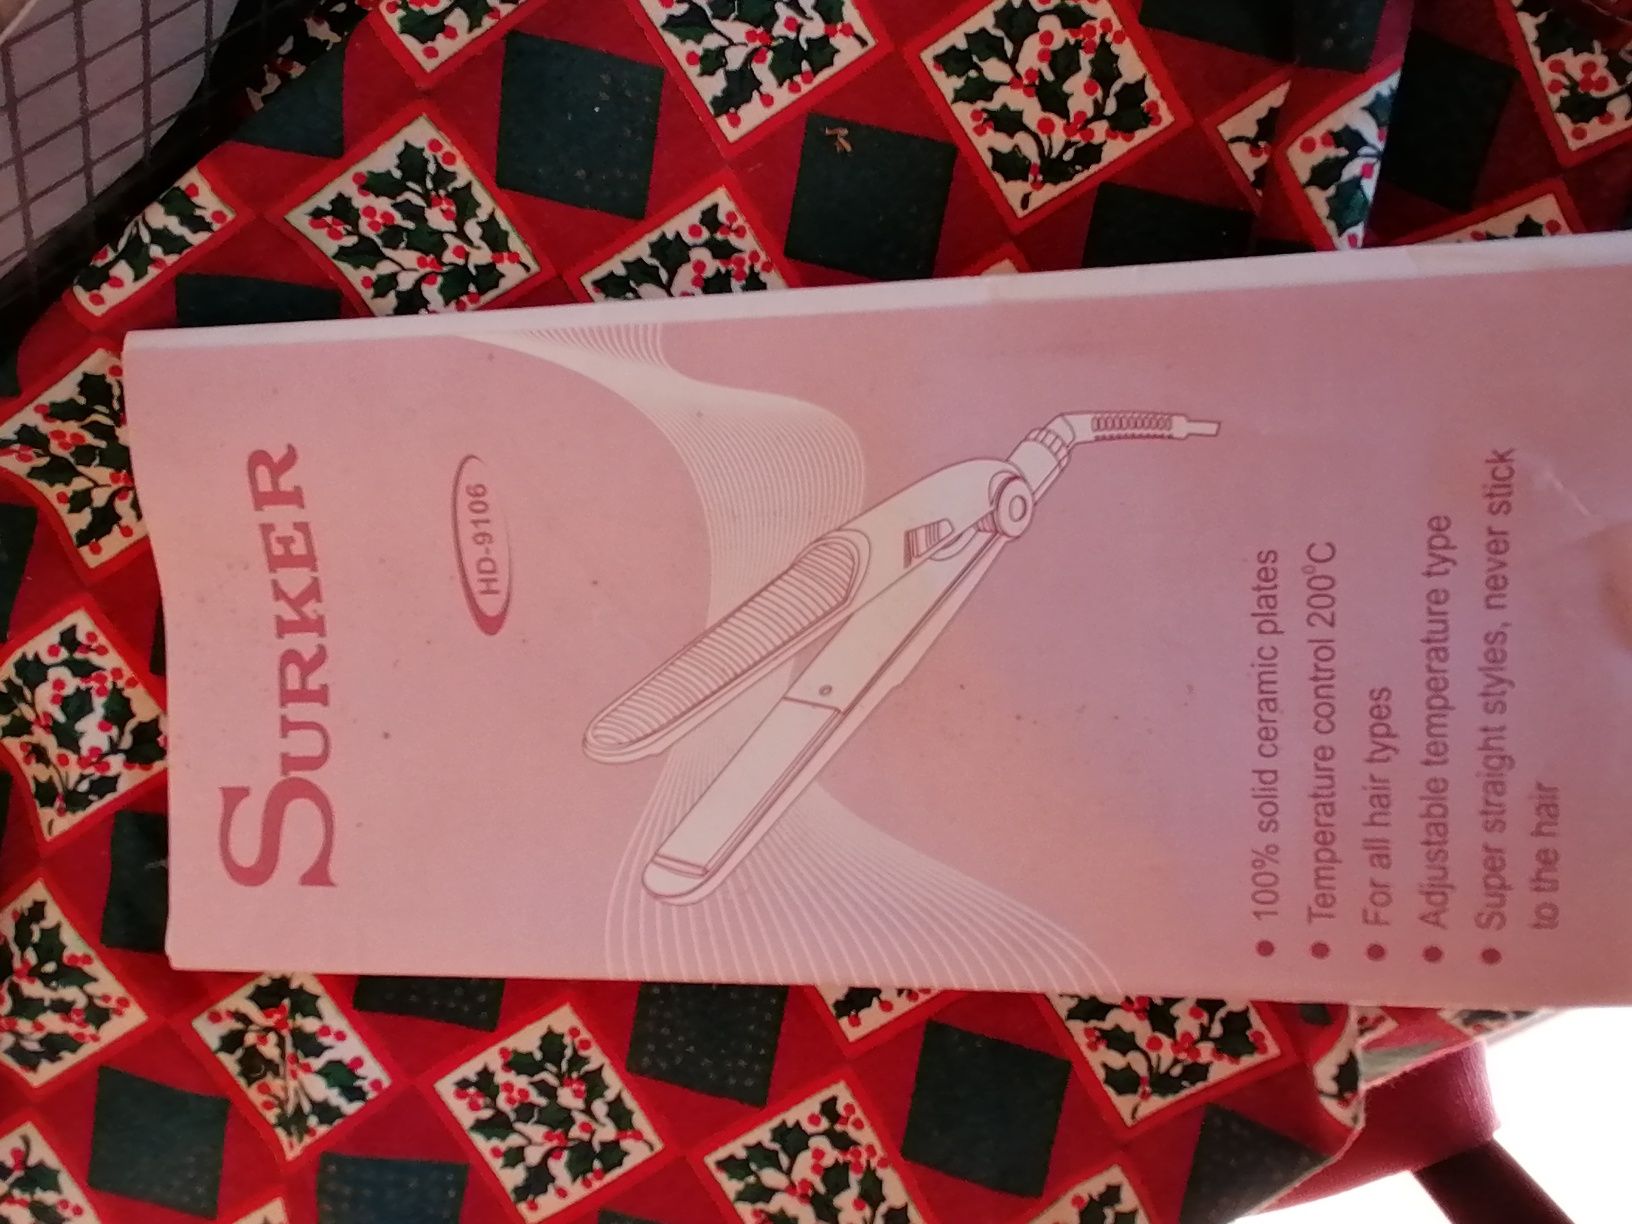 SURKER
HD-9106
● 100% solid ceramic plates
● Temperature control 200⁰C
● For all hair types
● Adjustable temperature type
● Super straight styles, never stick
to the hair